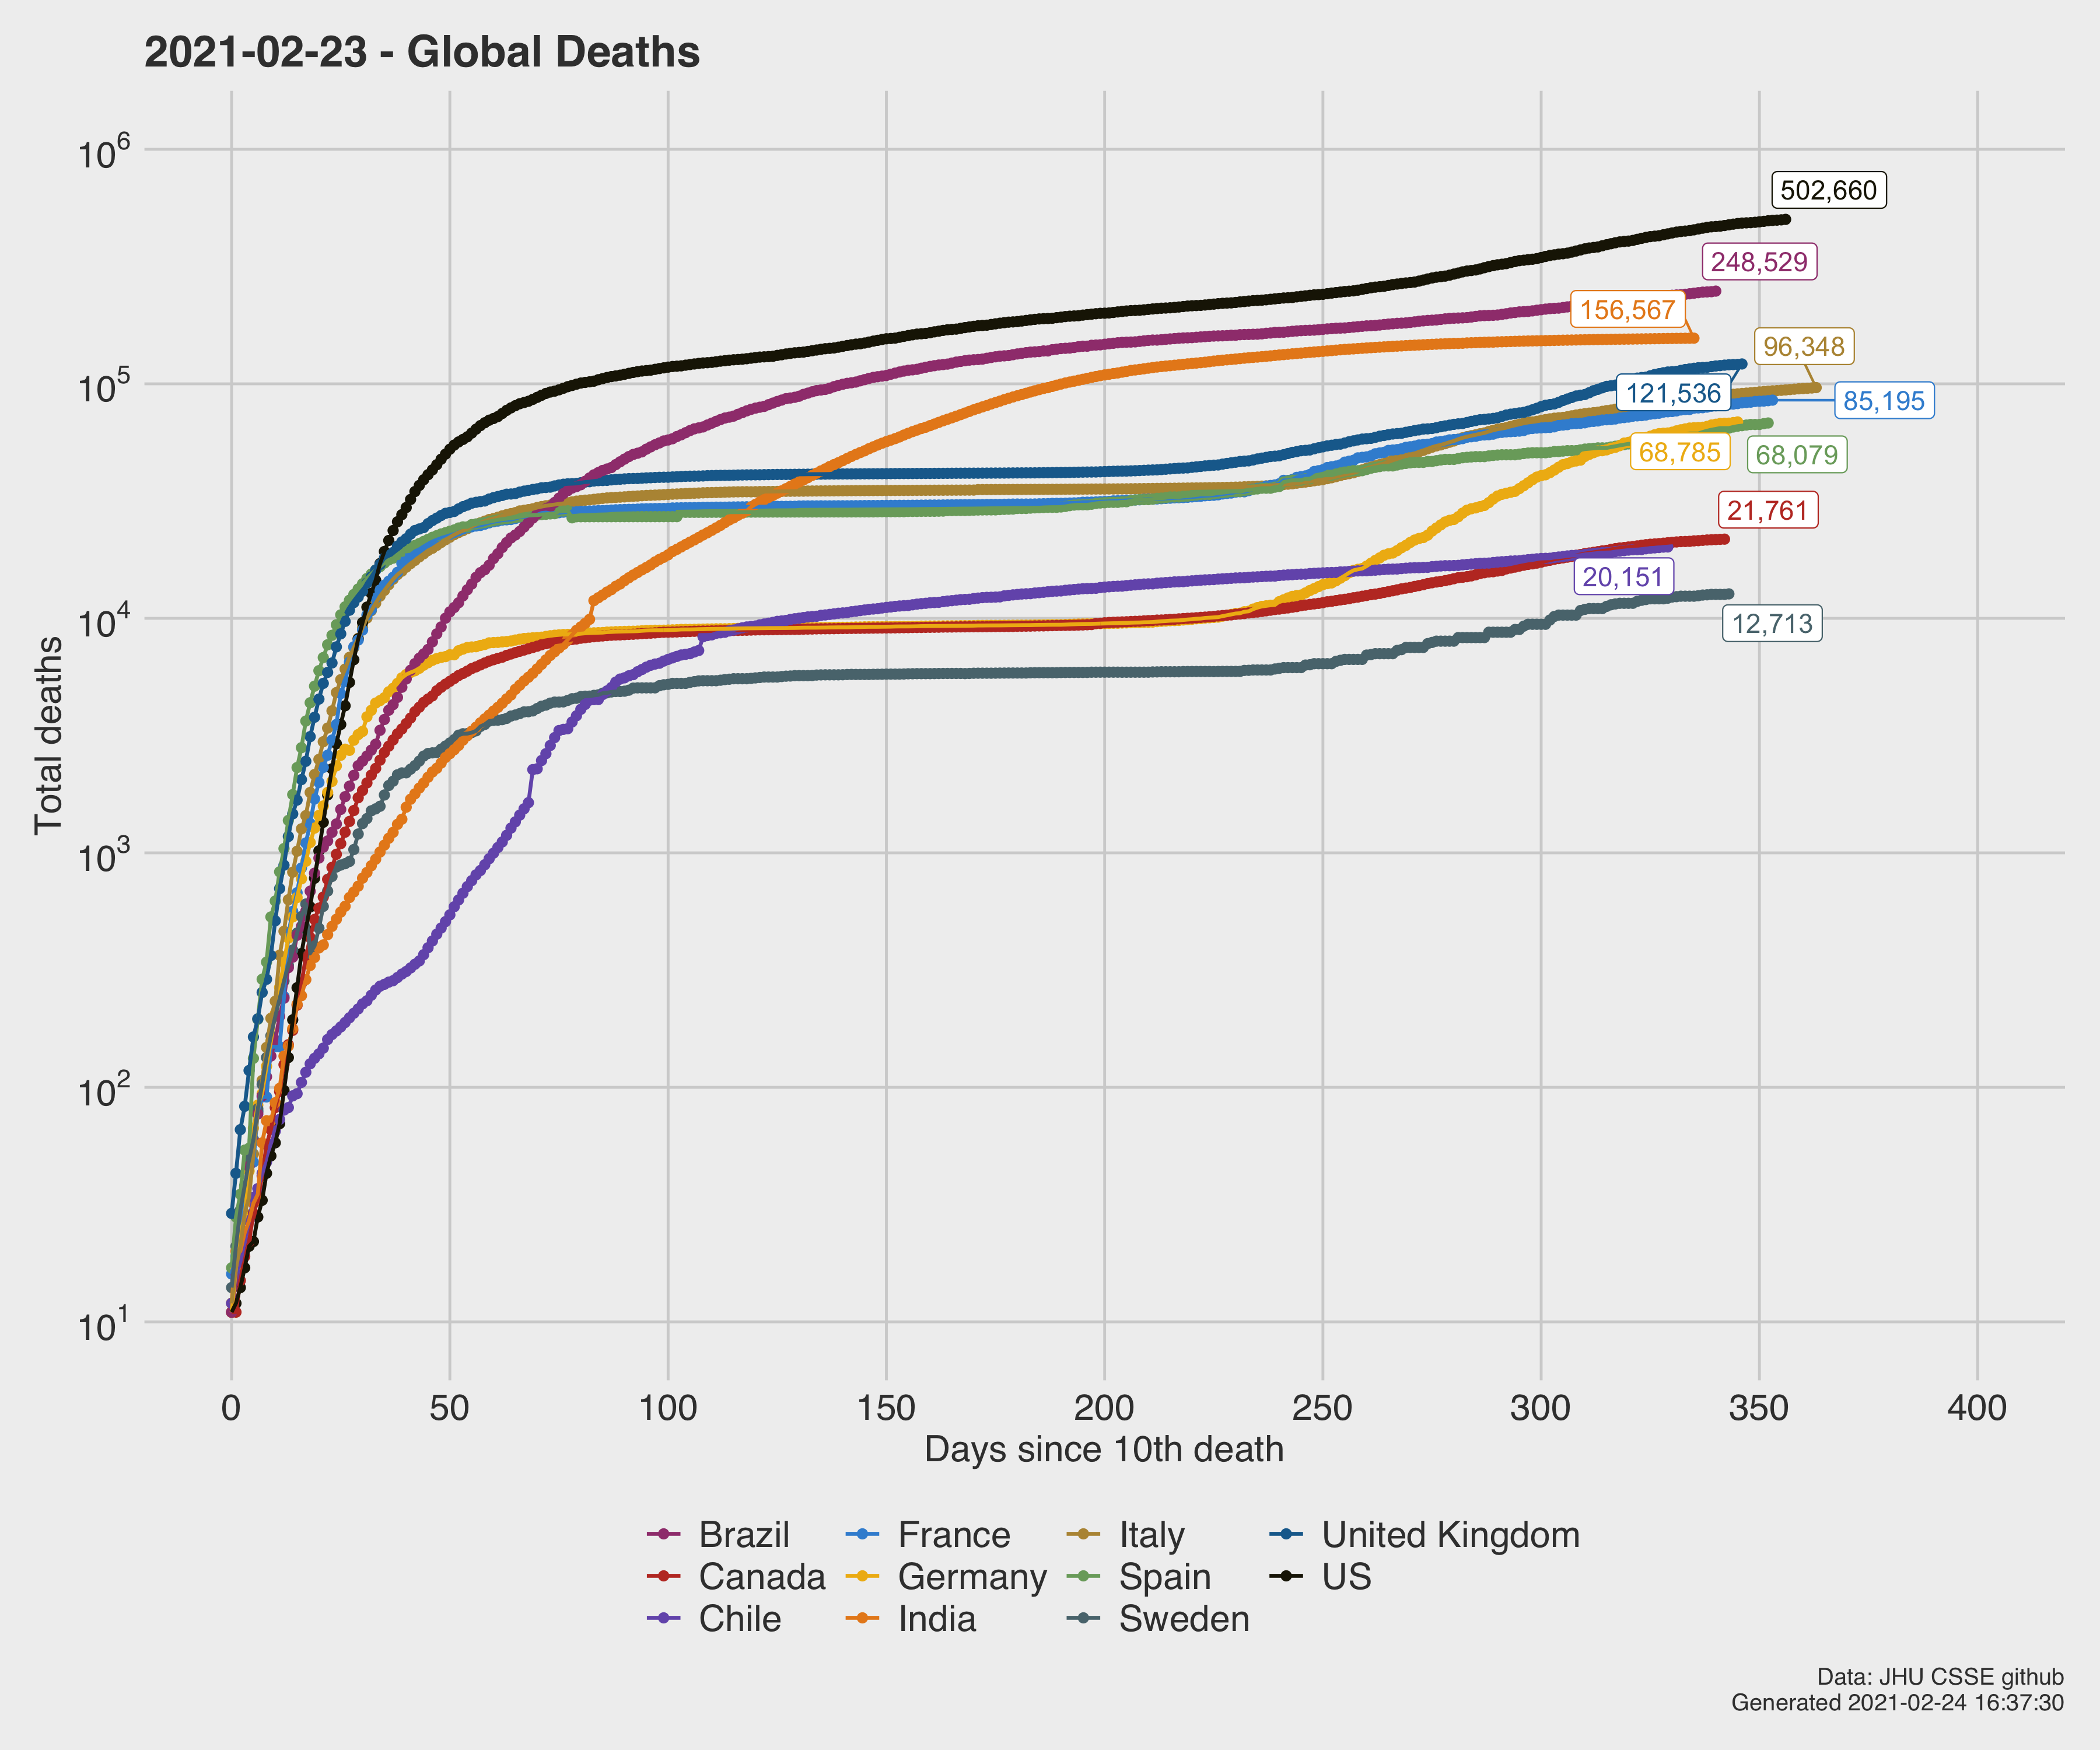 2021-02-23 - Global Deaths
10^6
10^5
10^4
10^3
10^2
10^1
Total deaths
502,660
248,529
156,567
96,348
121,536
85,195
68,785
68,079
21,761
20,151
12,713
0 50 100 150 200 250 300 350 400
Days since 10th death
Brazil France Italy United Kingdom
Canada Germany Spain US
Chile India Sweden
Data: JHU CSSE github
Generated 2021-02-24 16:37:30